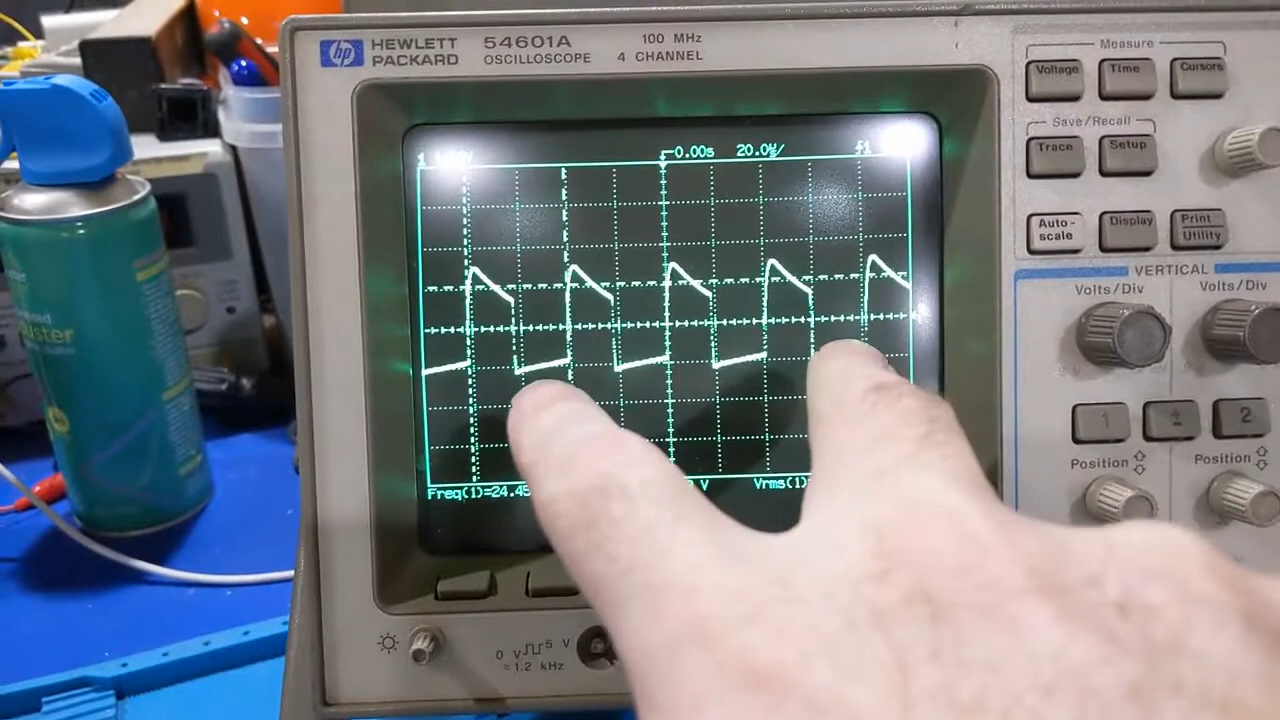 hp HEWLETT PACKARD
54601A
OSCILLOSCOPE
100 MHz
4 CHANNEL
0.00s 20.0㎲/
Freq(1)=24.45
V
Vrms(1)
0 V 5 V
≈1.2 kHz
Measure
Voltage Time Cursors
Save/Recall
Trace Setup
Auto-scale Display Print Utility
VERTICAL
Volts/Div Volts/Div
1 ± 2
Position Position